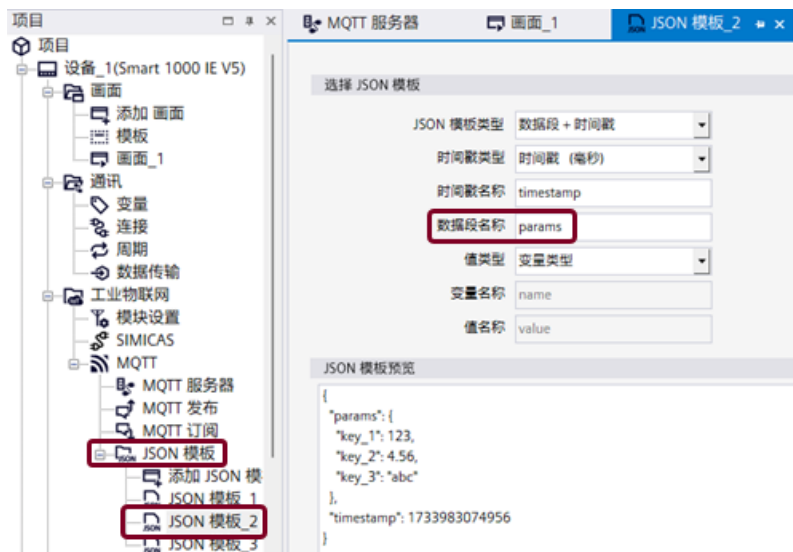 项目
项目
设备_1(Smart 1000 IE V5)
画面
添加 画面
模板
画面_1
通讯
变量
连接
周期
数据传输
工业物联网
模块设置
SIMICAS
MQTT
MQTT 服务器
MQTT 发布
MQTT 订阅
JSON 模板
添加 JSON 模
JSON 模板_1
JSON 模板_2
JSON 模板_3
MQTT 服务器 画面_1 JSON 模板_2
选择 JSON 模板
JSON 模板类型 数据段 + 时间戳
时间戳类型 时间戳 (毫秒)
时间戳名称 timestamp
数据段名称 params
值类型 变量类型
变量名称 name
值名称 value
JSON 模板预览
{
"params": {
"key_1": 123,
"key_2": 4.56,
"key_3": "abc"
},
"timestamp": 1733983074956
}